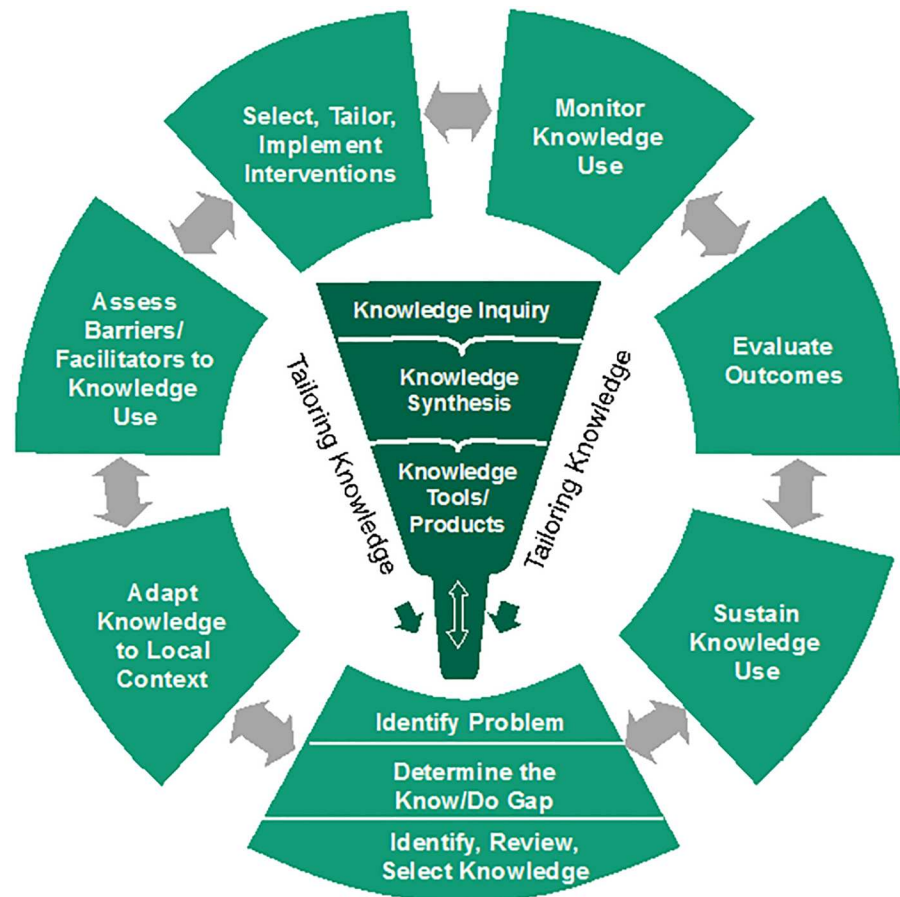 Select, Tailor,
Implement
Interventions
Monitor
Knowledge
Use
Assess
Barriers/
Facilitators to
Knowledge
Use
Knowledge Inquiry
Knowledge
Synthesis
Knowledge
Tools/
Products
Tailoring Knowledge
Tailoring Knowledge
Evaluate
Outcomes
Adapt
Knowledge
to Local
Context
Sustain
Knowledge
Use
Identify Problem
Determine the
Know/Do Gap
Identify, Review,
Select Knowledge